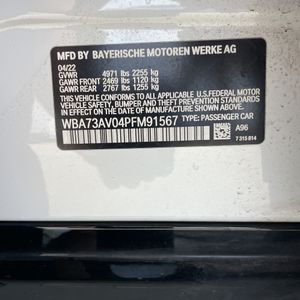 MFD. BY BAYERISCHE MOTOREN WERKE AG
04/22
GVWR 4971 lbs 2255 kg
GAWR FRONT 2469 lbs 1120 kg
GAWR REAR 2767 lbs 1255 kg
THIS VEHICLE CONFORMS TO ALL APPLICABLE U.S. FEDERAL MOTOR
VEHICLE SAFETY, BUMPER, AND THEFT PREVENTION STANDARDS
IN EFFECT ON THE DATE OF MANUFACTURE SHOWN ABOVE.
WBA73AV04PFM91567 TYPE: PASSENGER CAR
A96
7 315 814